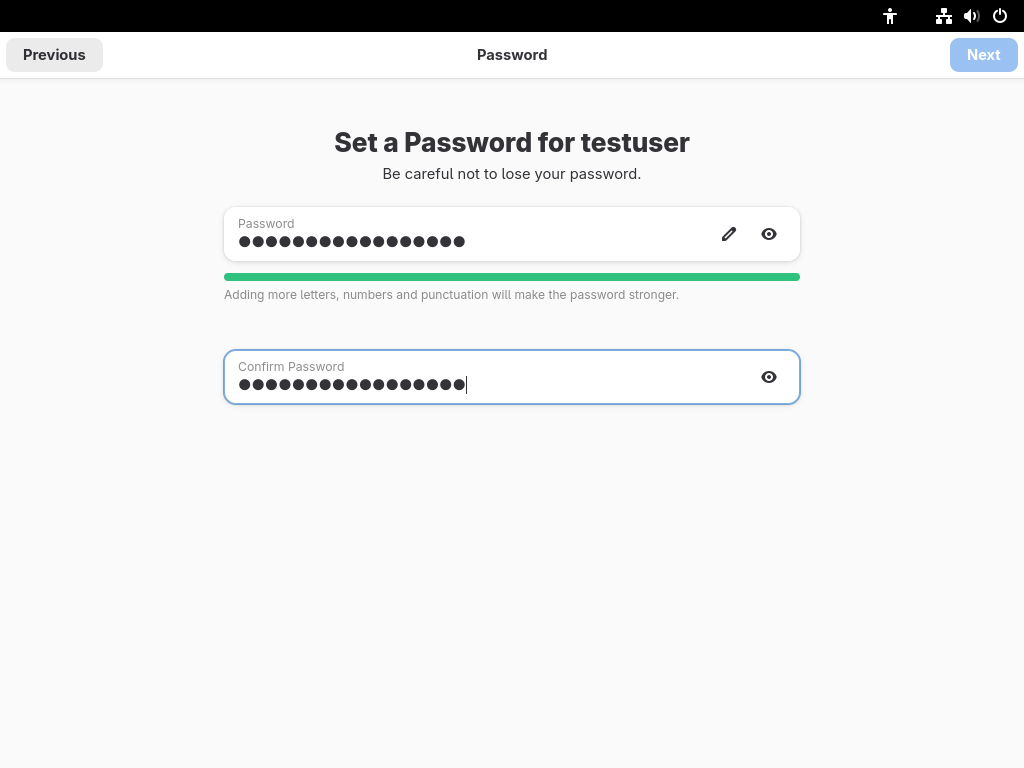 Previous
Password
Next
Set a Password for testuser
Be careful not to lose your password.
Password
●●●●●●●●●●●●●●●●●
Adding more letters, numbers and punctuation will make the password stronger.
Confirm Password
●●●●●●●●●●●●●●●●●